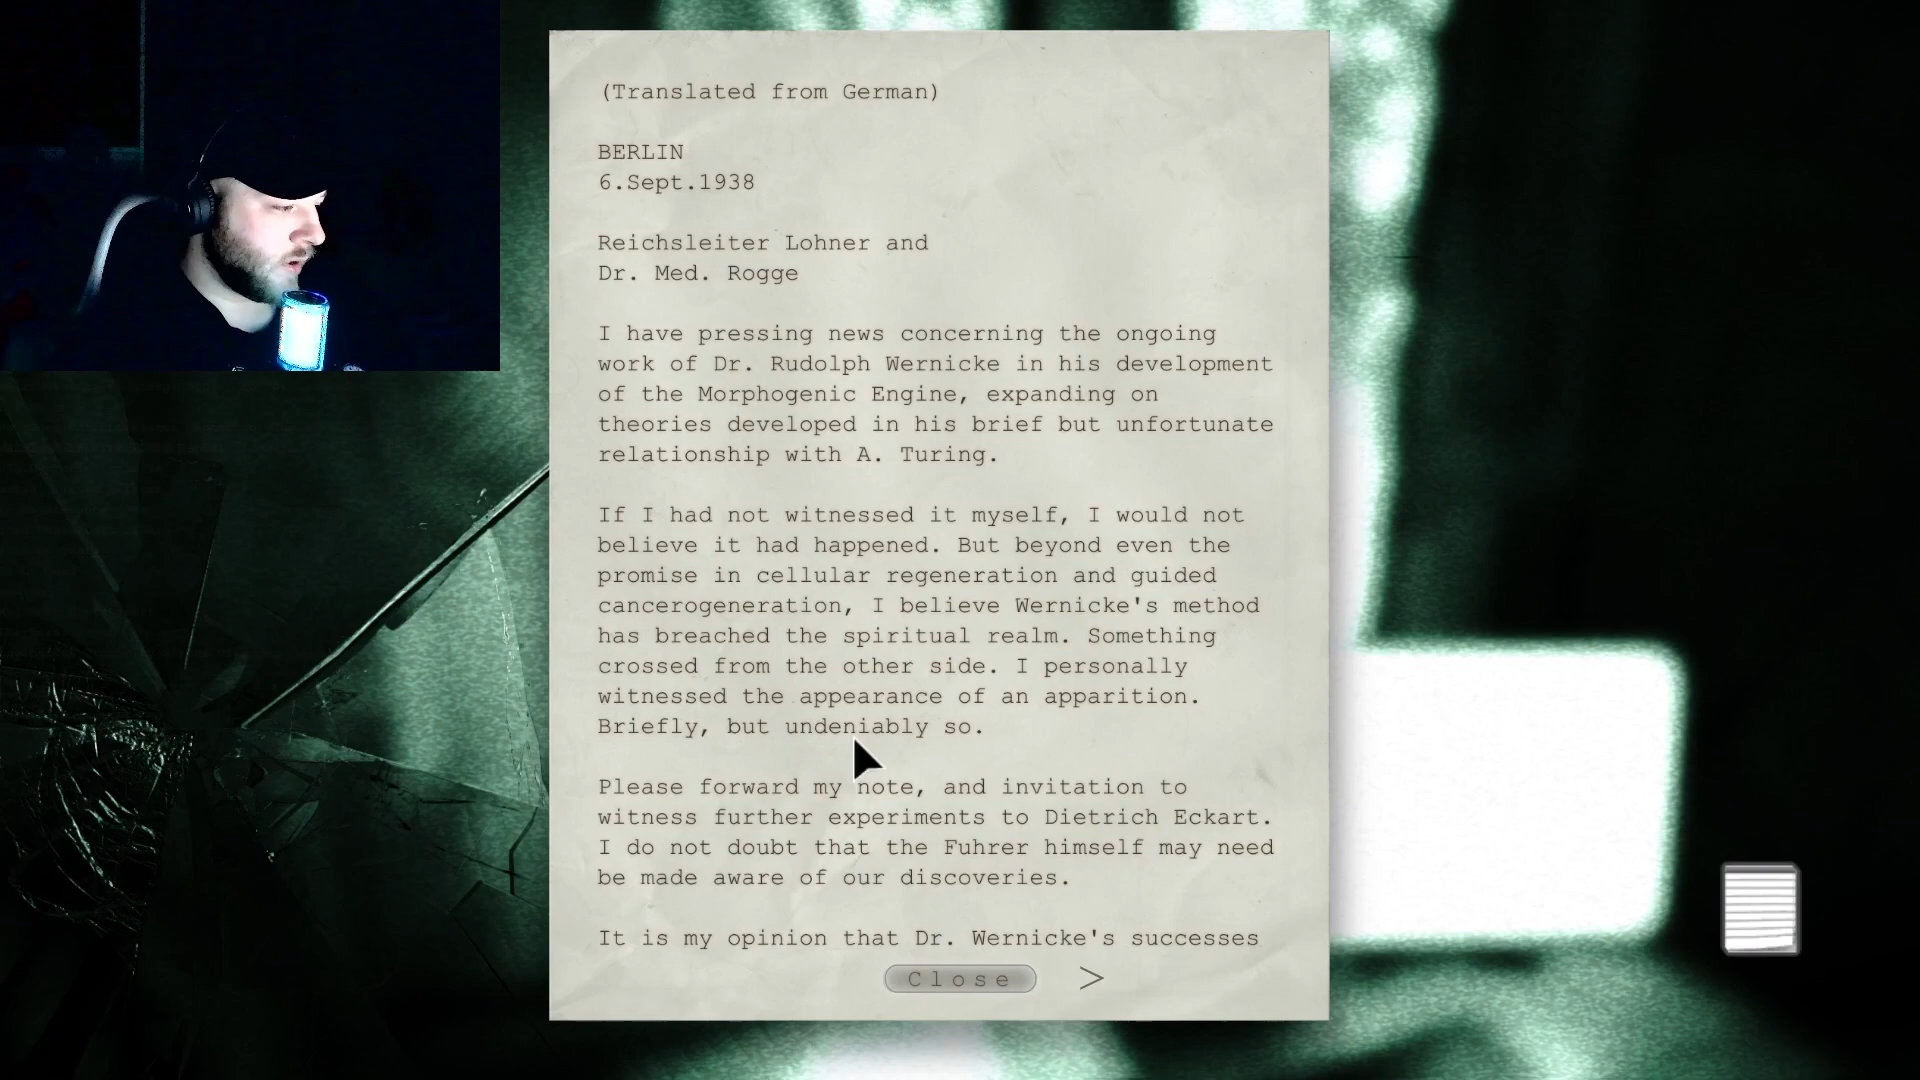 (Translated from German)
BERLIN
6.Sept.1938
Reichsleiter Lohner and
Dr. Med. Rogge
I have pressing news concerning the ongoing
work of Dr. Rudolph Wernicke in his development
of the Morphogenic Engine, expanding on
theories developed in his brief but unfortunate
relationship with A. Turing.
If I had not witnessed it myself, I would not
believe it had happened. But beyond even the
promise in cellular regeneration and guided
cancerogeneration, I believe Wernicke's method
has breached the spiritual realm. Something
crossed from the other side. I personally
witnessed the appearance of an apparition.
Briefly, but undeniably so.
Please forward my note, and invitation to
witness further experiments to Dietrich Eckart.
I do not doubt that the Fuhrer himself may need
be made aware of our discoveries.
It is my opinion that Dr. Wernicke's successes
Close >